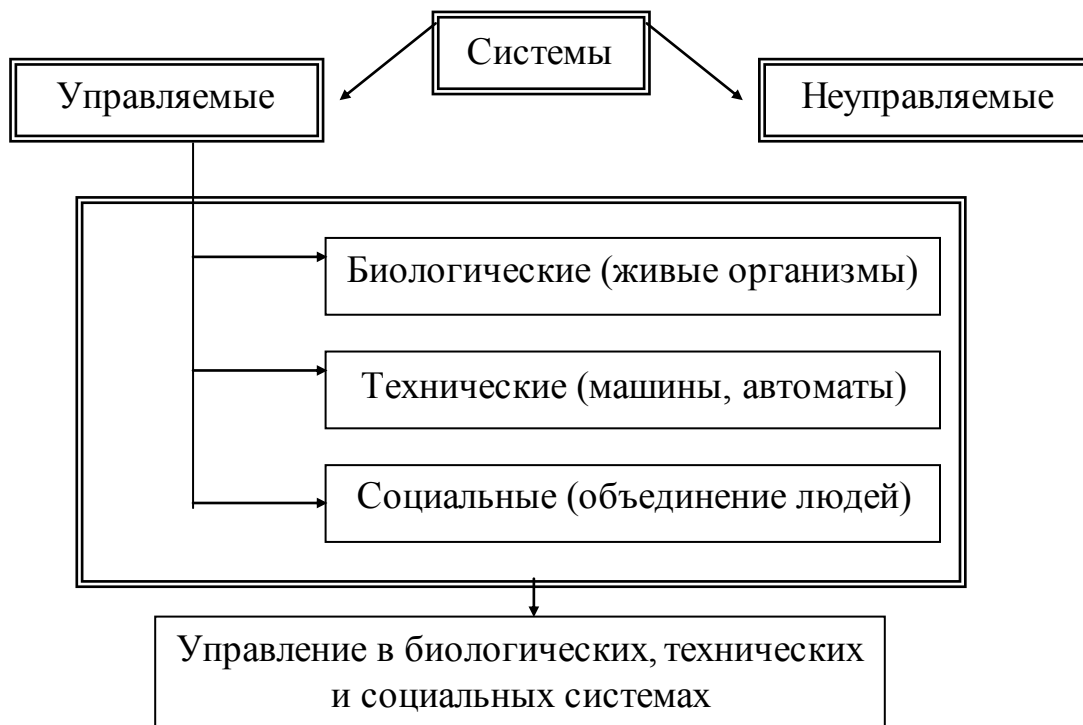 Системы
Управляемые
Неуправляемые
Биологические (живые организмы)
Технические (машины, автоматы)
Социальные (объединение людей)
Управление в биологических, технических
и социальных системах